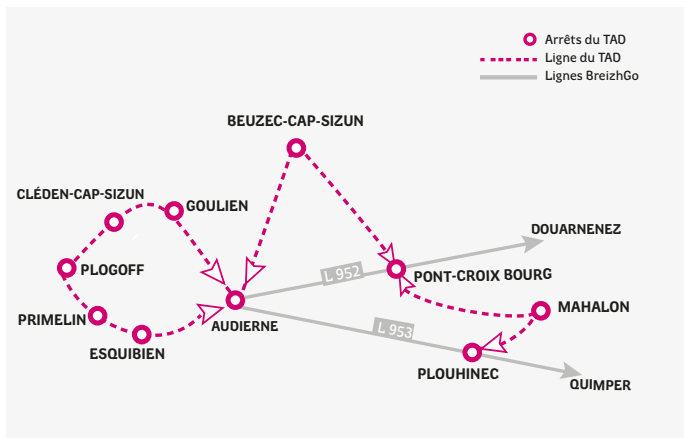 Arrêts du TAD
Ligne du TAD
Lignes BreizhGo
BEUZEC-CAP-SIZUN
CLÉDEN-CAP-SIZUN
GOULIEN
DOUARNENEZ
PLOGOFF
L 952
PONT-CROIX BOURG
MAHALON
PRIMELIN
AUDIERNE
L 953
ESQUIBIEN
PLOUHINEC
QUIMPER